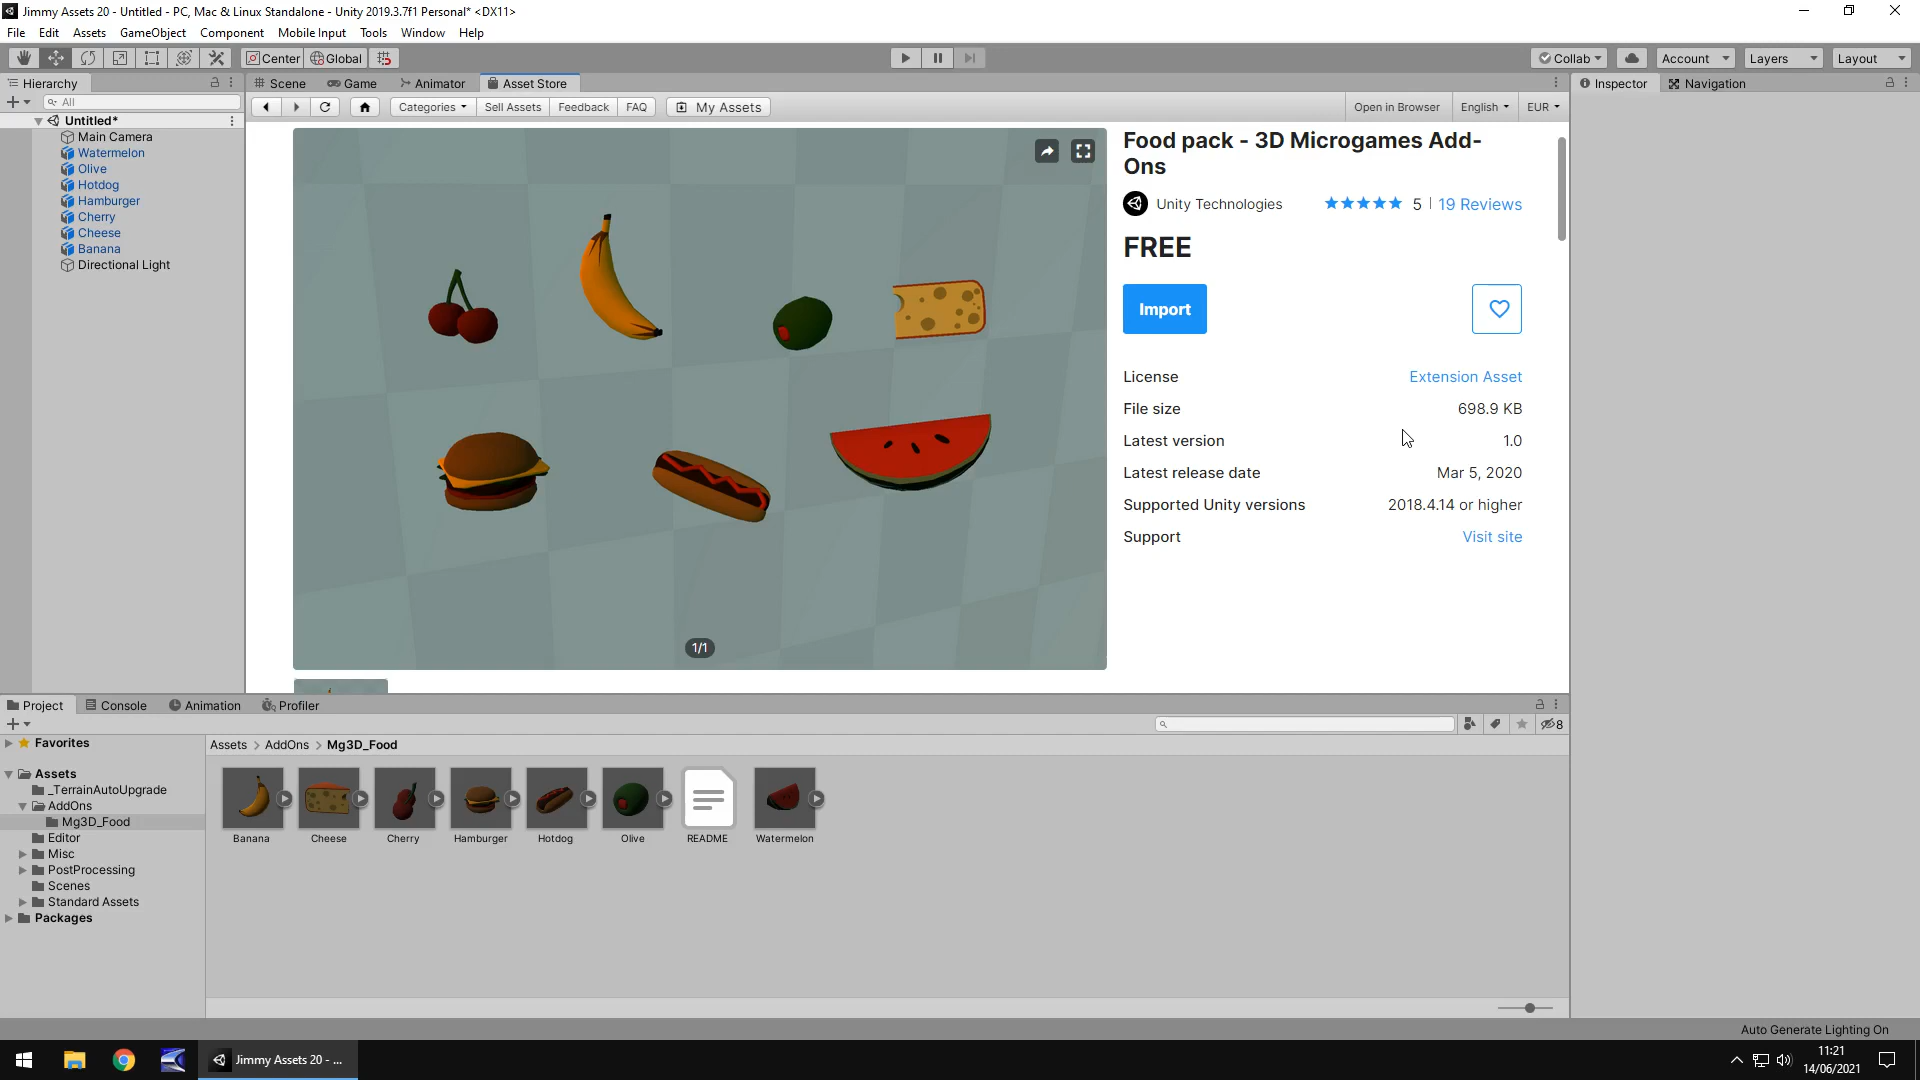 Jimmy Assets 20 - Untitled - PC, Mac & Linux Standalone - Unity 2019.3.7f1 Personal* <DX11>
File Edit Assets GameObject Component Mobile Input Tools Window Help
Center Global Collab Account Layers Layout
Hierarchy
Scene Game Animator Asset Store
Inspector Navigation
All
Categories Sell Assets Feedback FAQ My Assets Open in Browser English EUR
Untitled*
Main Camera
Watermelon
Olive
Hotdog
Hamburger
Cherry
Cheese
Banana
Directional Light
1/1
Food pack - 3D Microgames Add-
Ons
Unity Technologies 5 | 19 Reviews
FREE
Import
License Extension Asset
File size 698.9 KB
Latest version 1.0
Latest release date Mar 5, 2020
Supported Unity versions 2018.4.14 or higher
Support Visit site
Project Console Animation Profiler
8
Favorites
Assets
_TerrainAutoUpgrade
AddOns
Mg3D_Food
Editor
Misc
PostProcessing
Scenes
Standard Assets
Packages
Assets > AddOns > Mg3D_Food
Banana Cheese Cherry Hamburger Hotdog Olive README Watermelon
Auto Generate Lighting On
Jimmy Assets 20 - ...
11:21
14/06/2021